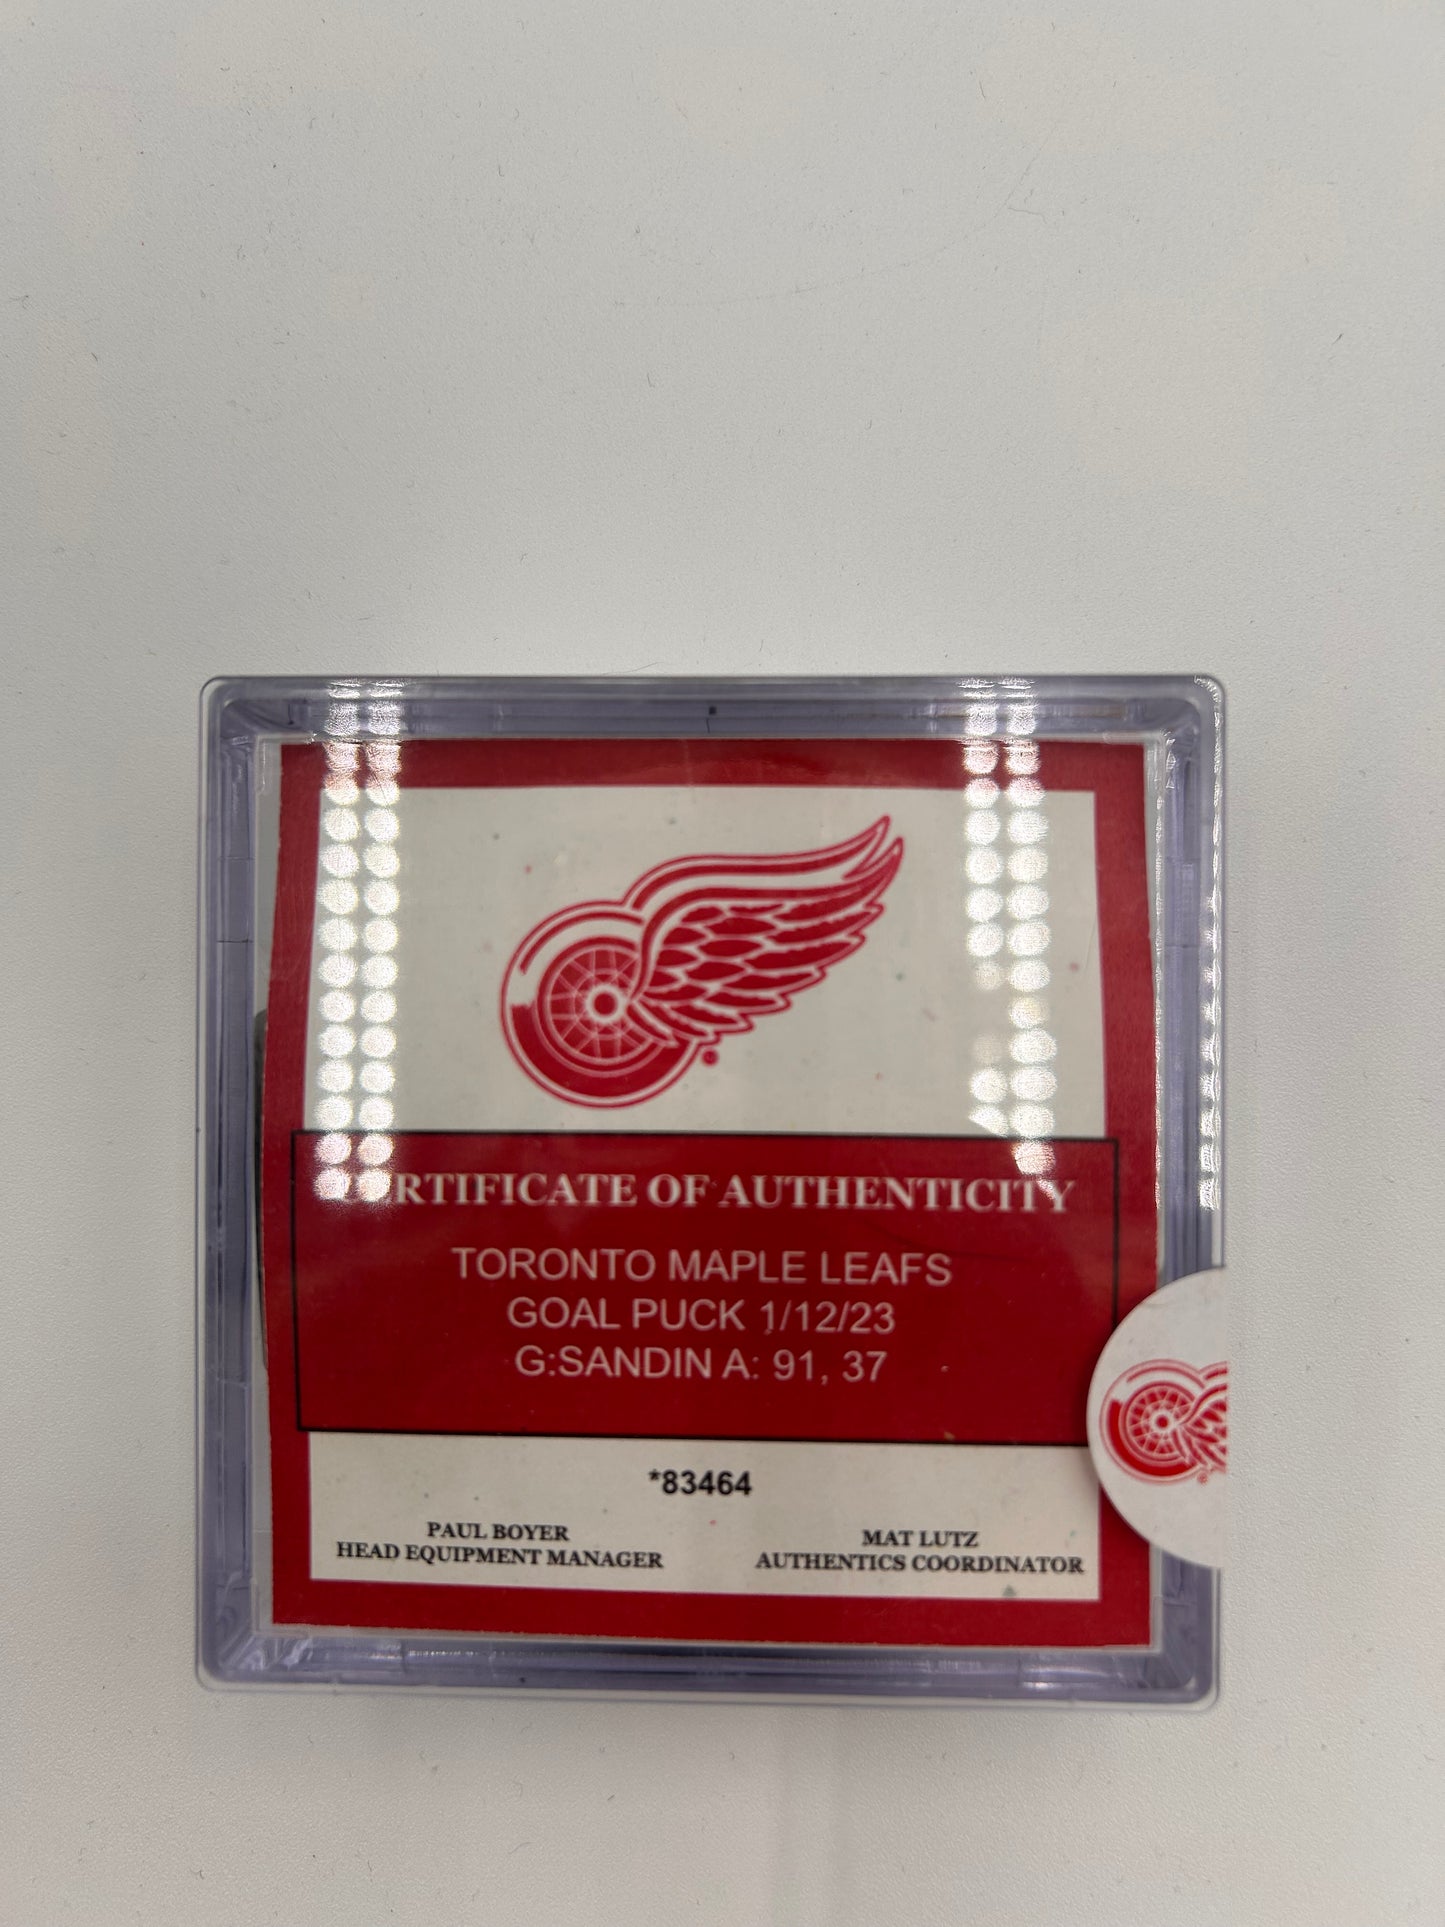 CERTIFICATE OF AUTHENTICITY
TORONTO MAPLE LEAFS
GOAL PUCK 1/12/23
G:SANDIN A: 91, 37
*83464
PAUL BOYER
HEAD EQUIPMENT MANAGER
MAT LUTZ
AUTHENTICS COORDINATOR